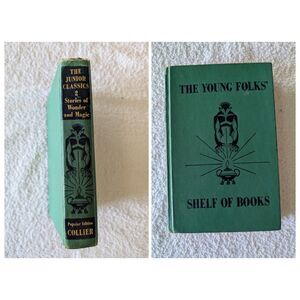 THE
JUNIOR
CLASSICS
2
Stories of
Wonder
and Magic
Popular Edition
COLLIER
THE YOUNG FOLKS'
SHELF OF BOOKS